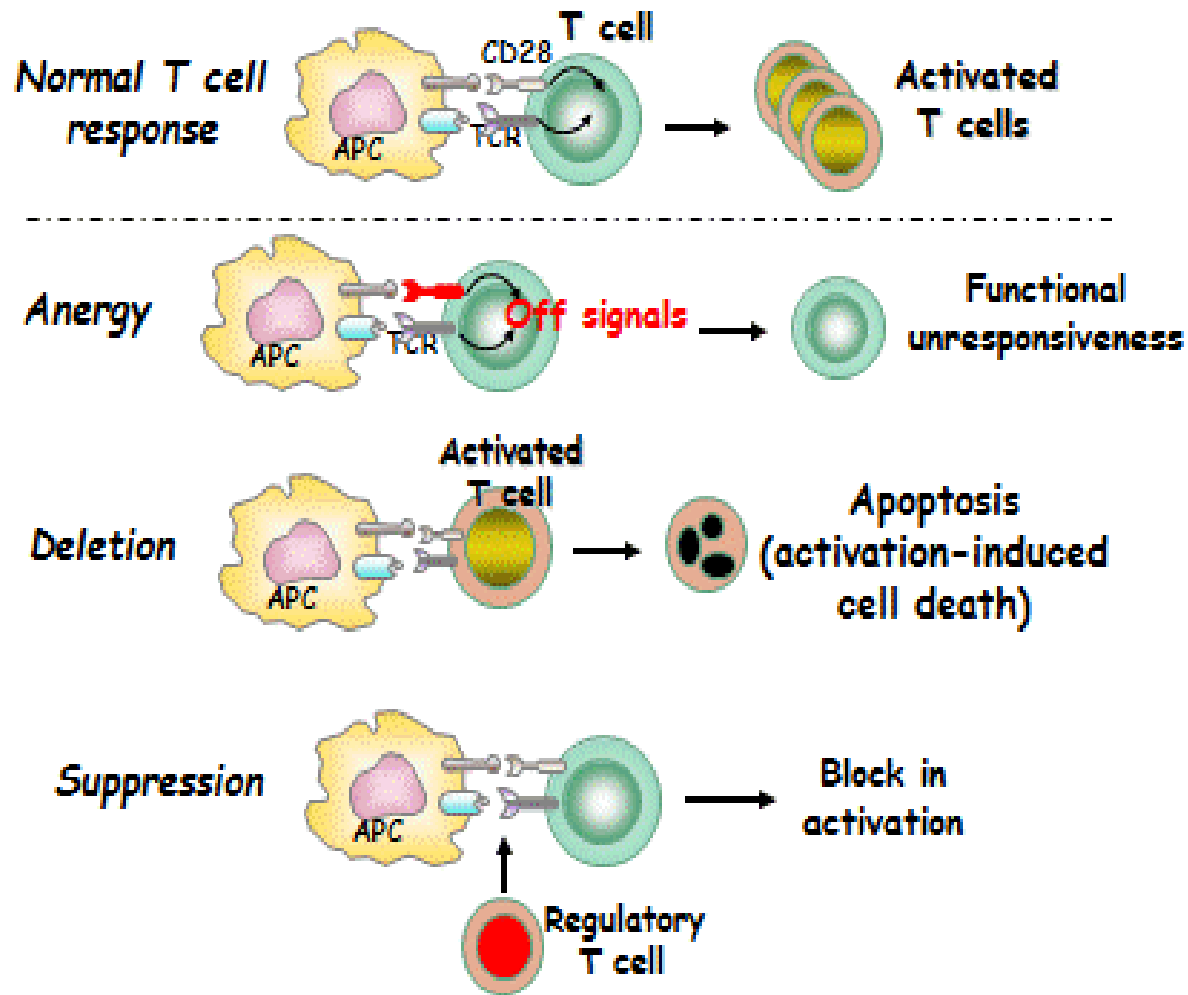 Normal T cell
response
APC
CD28
TCR
T cell
Activated
T cells
Anergy
APC
TCR
Off signals
Functional
unresponsiveness
Deletion
APC
Activated
T cell
Apoptosis
(activation-induced
cell death)
Suppression
APC
Block in
activation
Regulatory
T cell